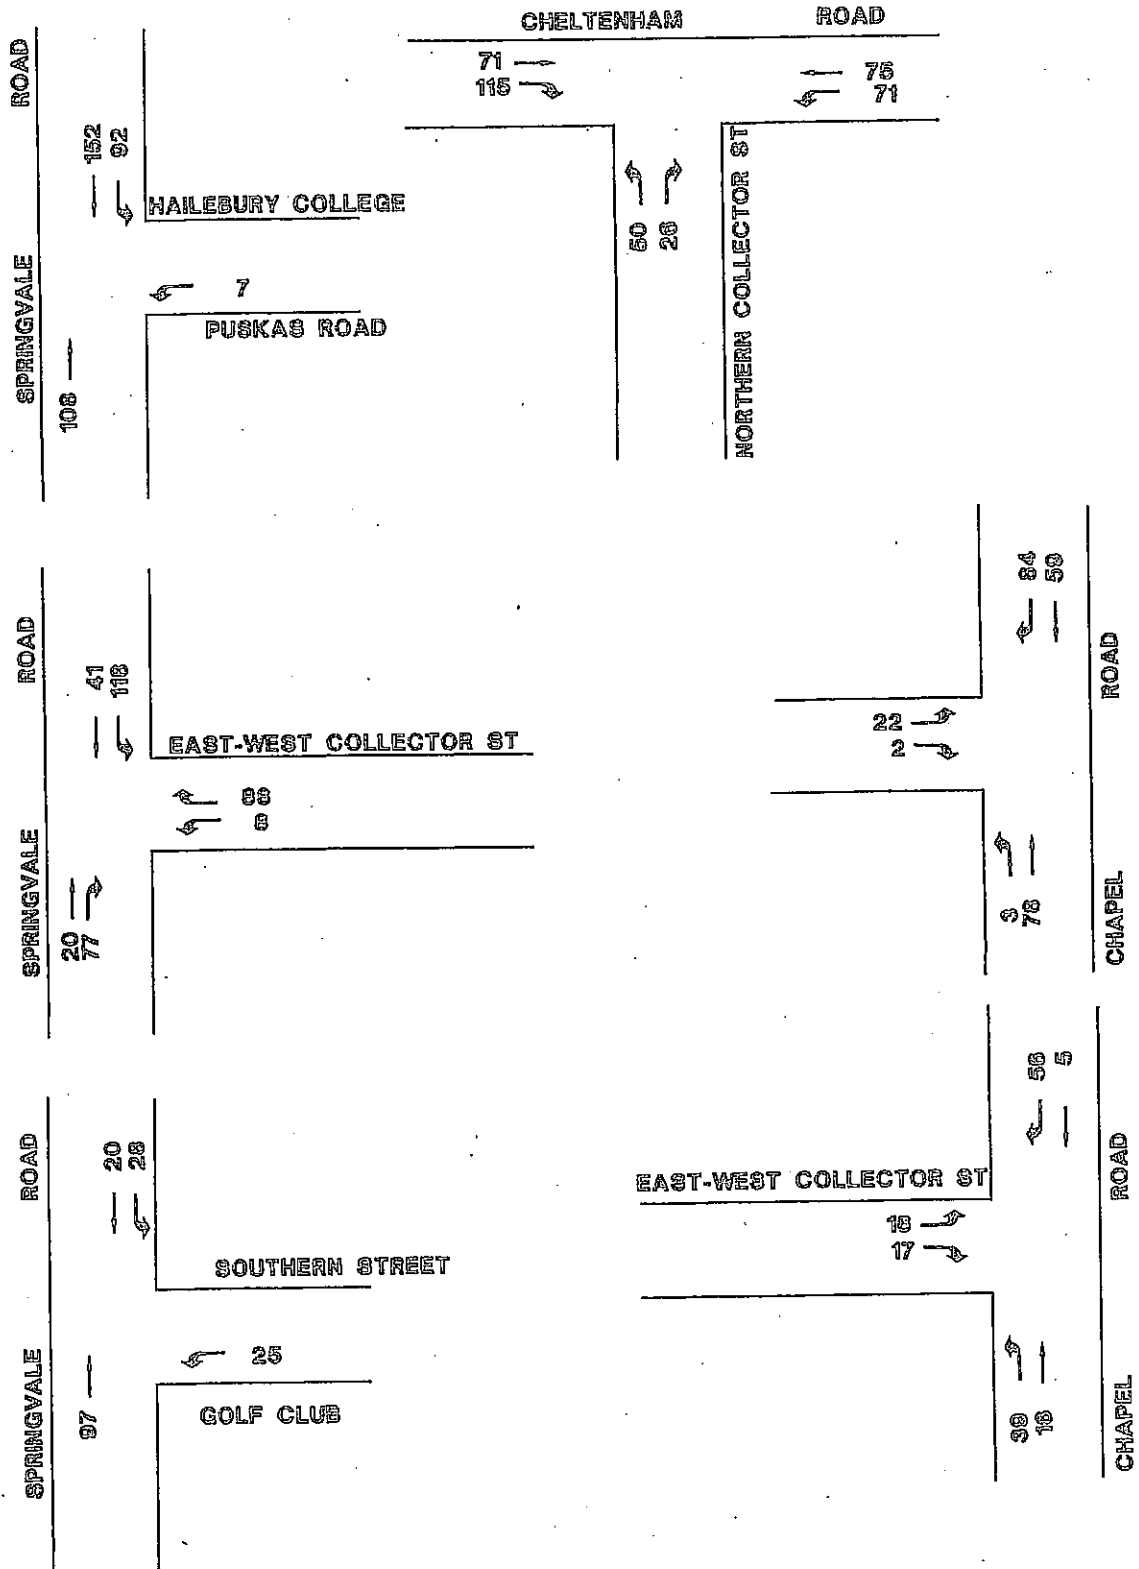 CHELTENHAM ROAD
71
115
75
71
50
26
NORTHERN COLLECTOR ST
SPRINGVALE ROAD
152
92
HAILEBURY COLLEGE
7
PUSKAS ROAD
108
SPRINGVALE ROAD
41
118
EAST-WEST COLLECTOR ST
88
20
77
84
59
22
2
3
78
CHAPEL ROAD
SPRINGVALE ROAD
20
28
SOUTHERN STREET
25
GOLF CLUB
97
56
5
EAST-WEST COLLECTOR ST
18
17
39
18
CHAPEL ROAD